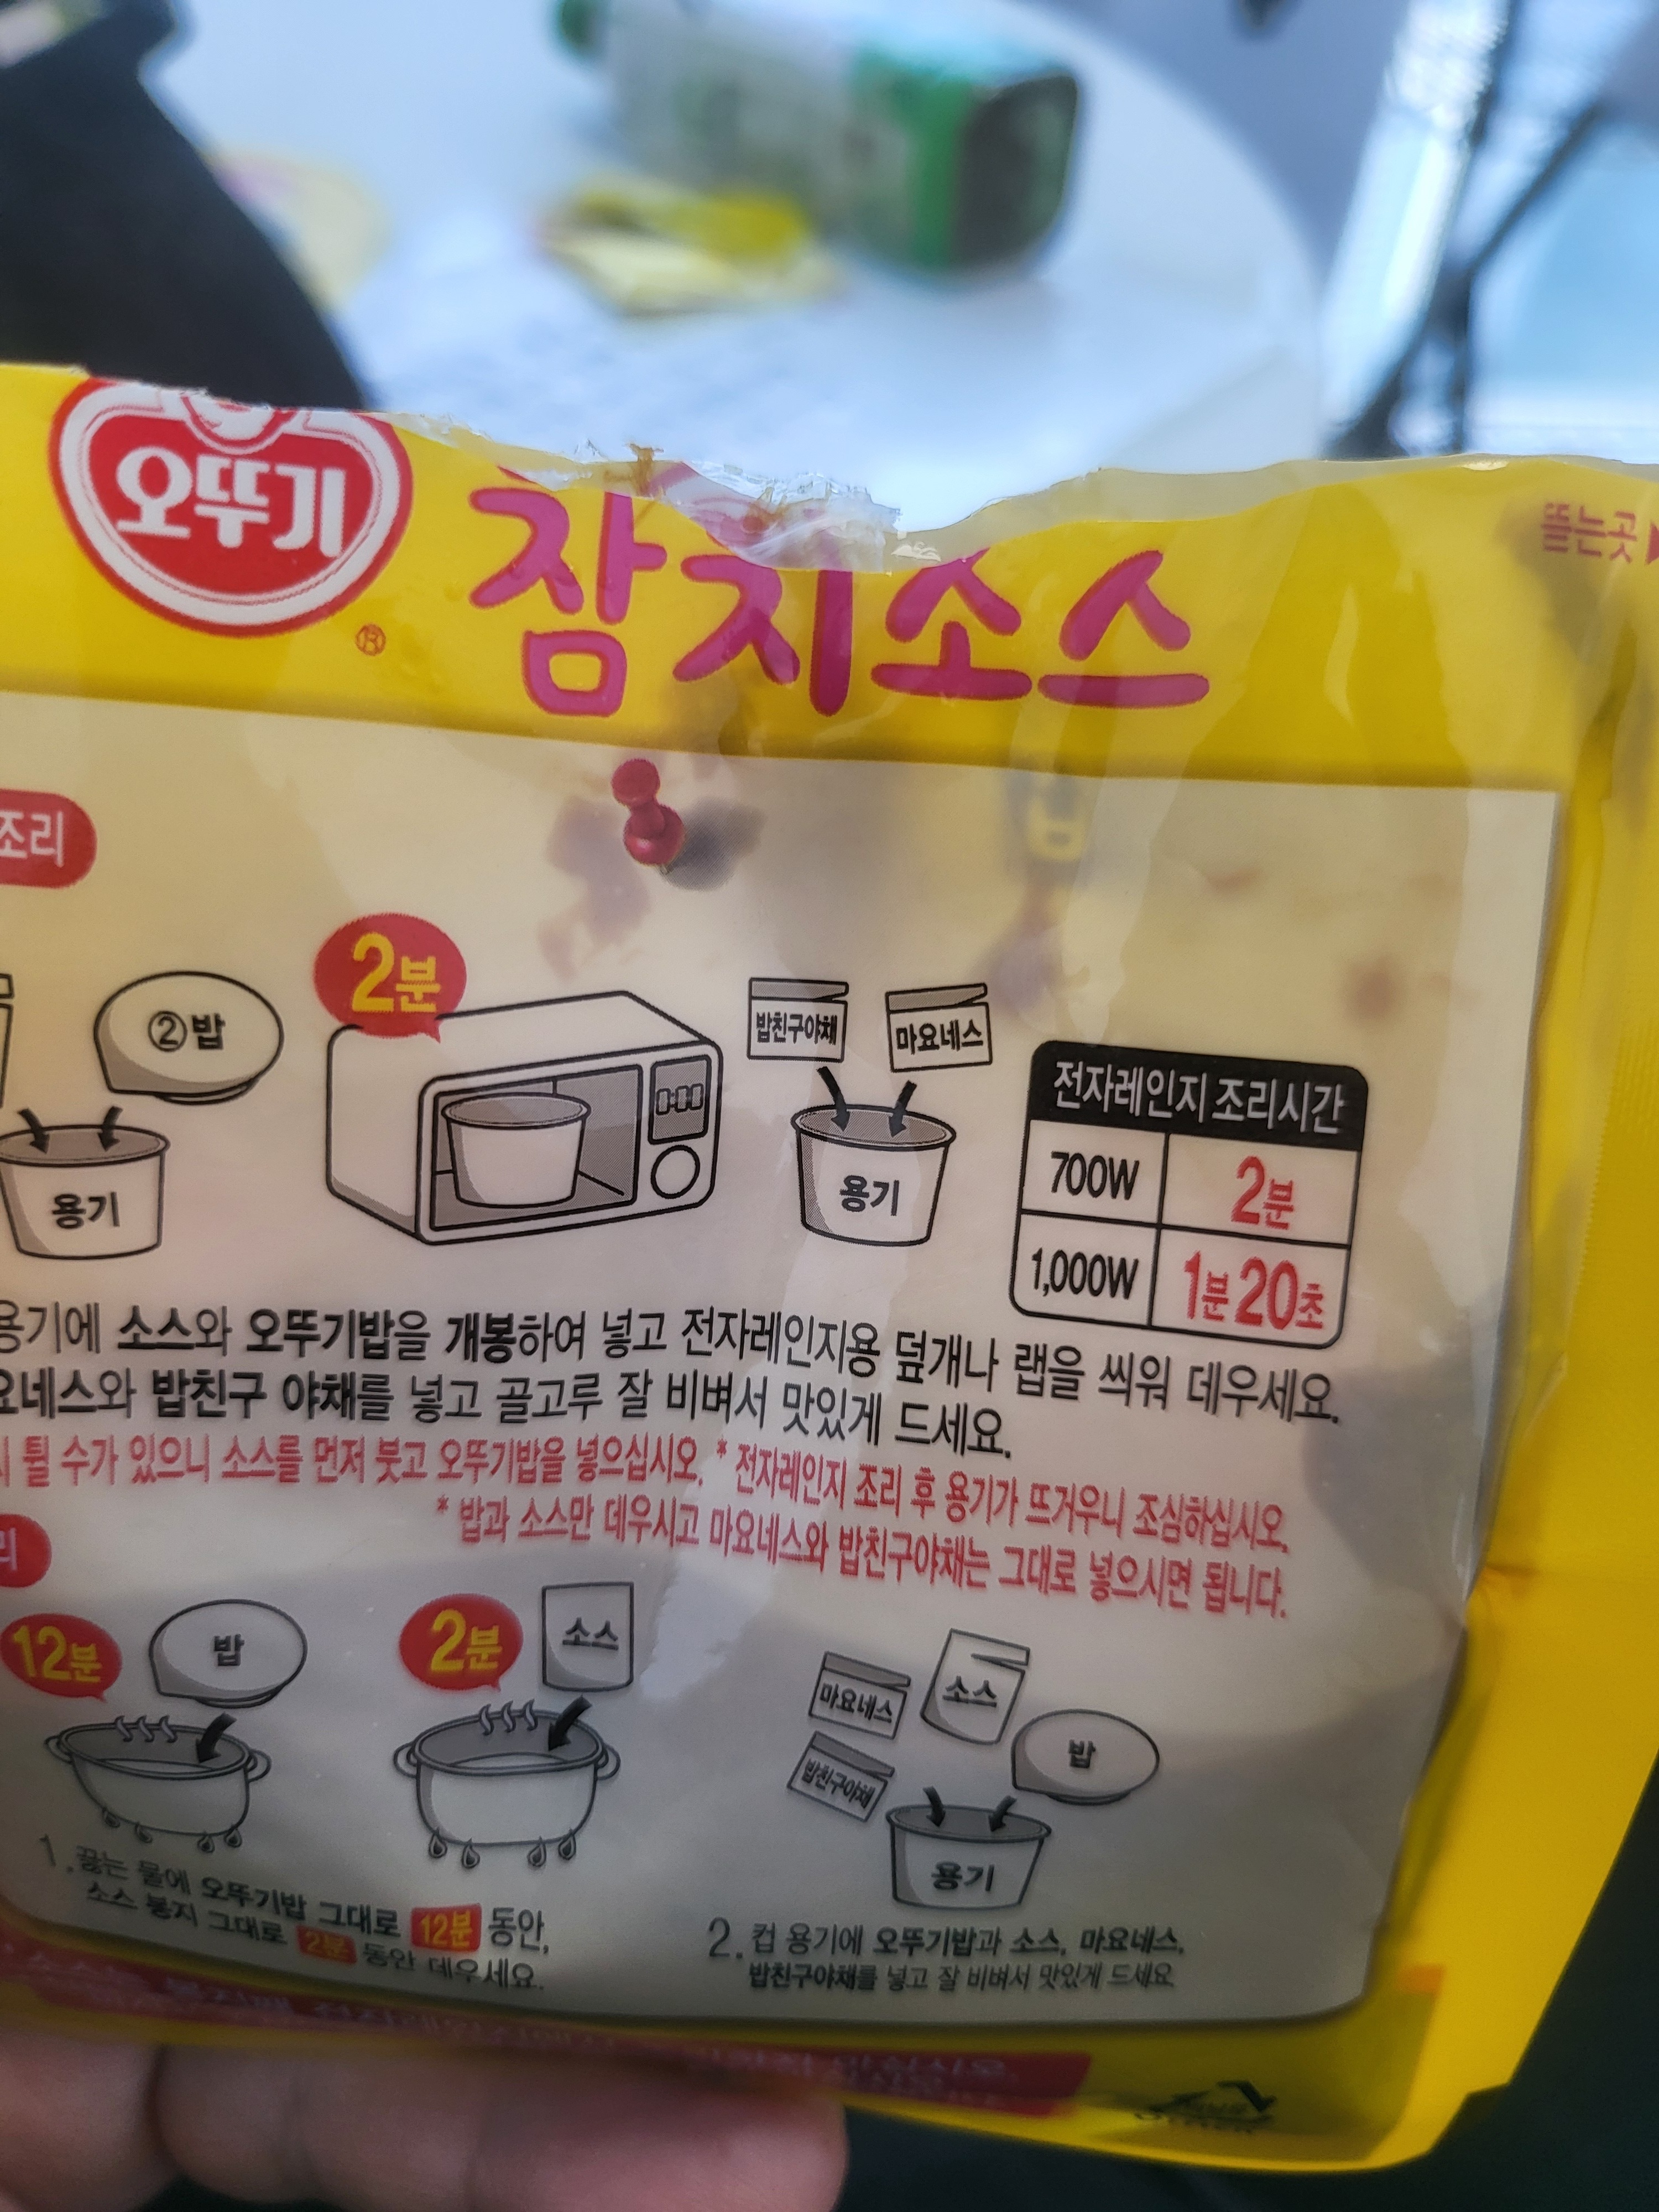 오뚜기
참치소스
뜯는곳▶
조리
2분
②밥
용기
밥친구야채
마요네스
용기
전자레인지 조리시간
700W 2분
1,000W 1분 20초
용기에 소스와 오뚜기밥을 개봉하여 넣고 전자레인지용 덮개나 랩을 씌워 데우세요.
요네스와 밥친구 야채를 넣고 골고루 잘 비벼서 맛있게 드세요.
시 튈 수가 있으니 소스를 먼저 붓고 오뚜기밥을 넣으십시오. * 전자레인지 조리 후 용기가 뜨거우니 조심하십시오.
* 밥과 소스만 데우시고 마요네스와 밥친구야채는 그대로 넣으시면 됩니다.
리
12분
밥
2분
소스
마요네스
소스
밥친구야채
밥
용기
1. 끓는 물에 오뚜기밥 그대로 12분 동안,
소스 봉지 그대로 2분 동안 데우세요.
2. 컵 용기에 오뚜기밥과 소스, 마요네스,
밥친구야채를 넣고 잘 비벼서 맛있게 드세요